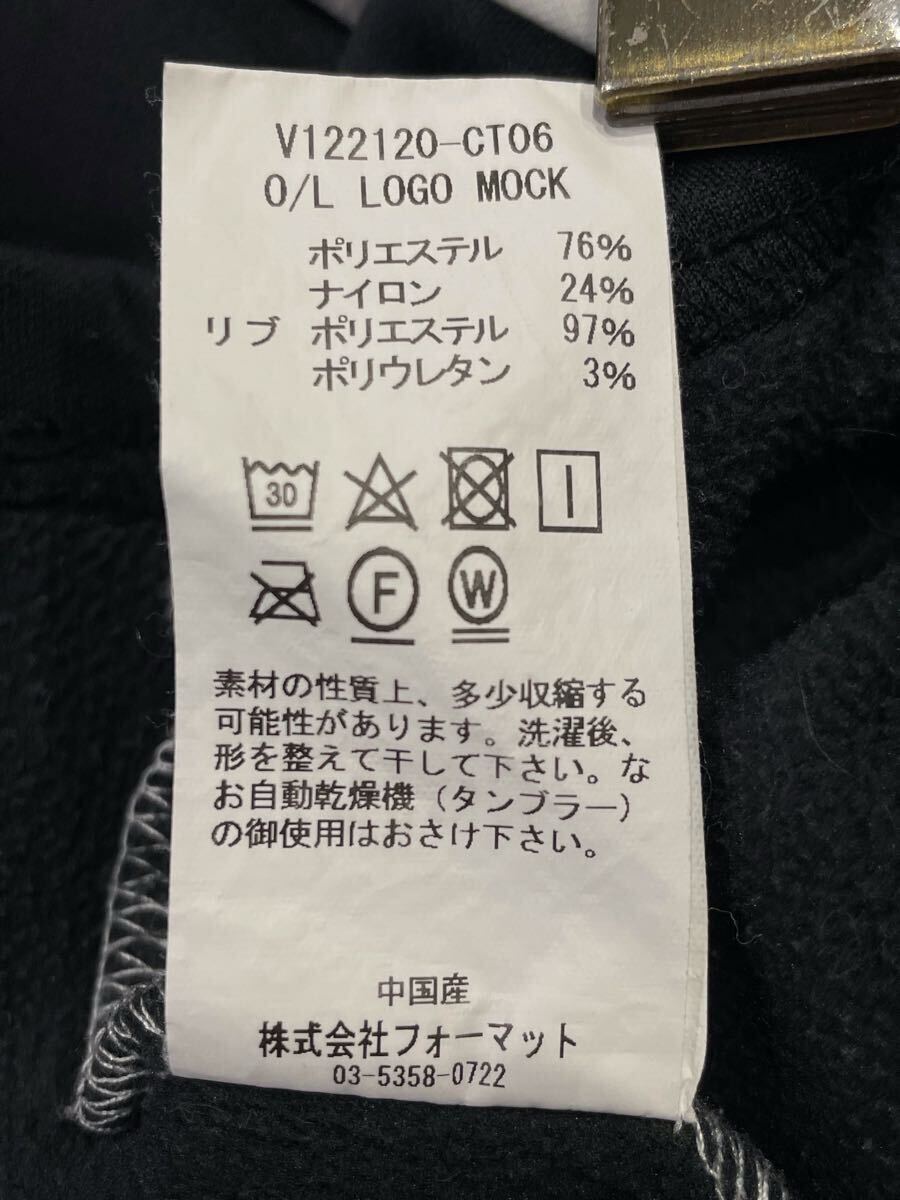 V122120-CT06
O/L LOGO MOCK
ポリエステル 76%
ナイロン 24%
リブ ポリエステル 97%
ポリウレタン 3%
30
F W
素材の性質上、多少収縮する
可能性があります。洗濯後、
形を整えて干して下さい。な
お自動乾燥機（タンブラー）
の御使用はおさけ下さい。
中国産
株式会社フォーマット
03-5358-0722